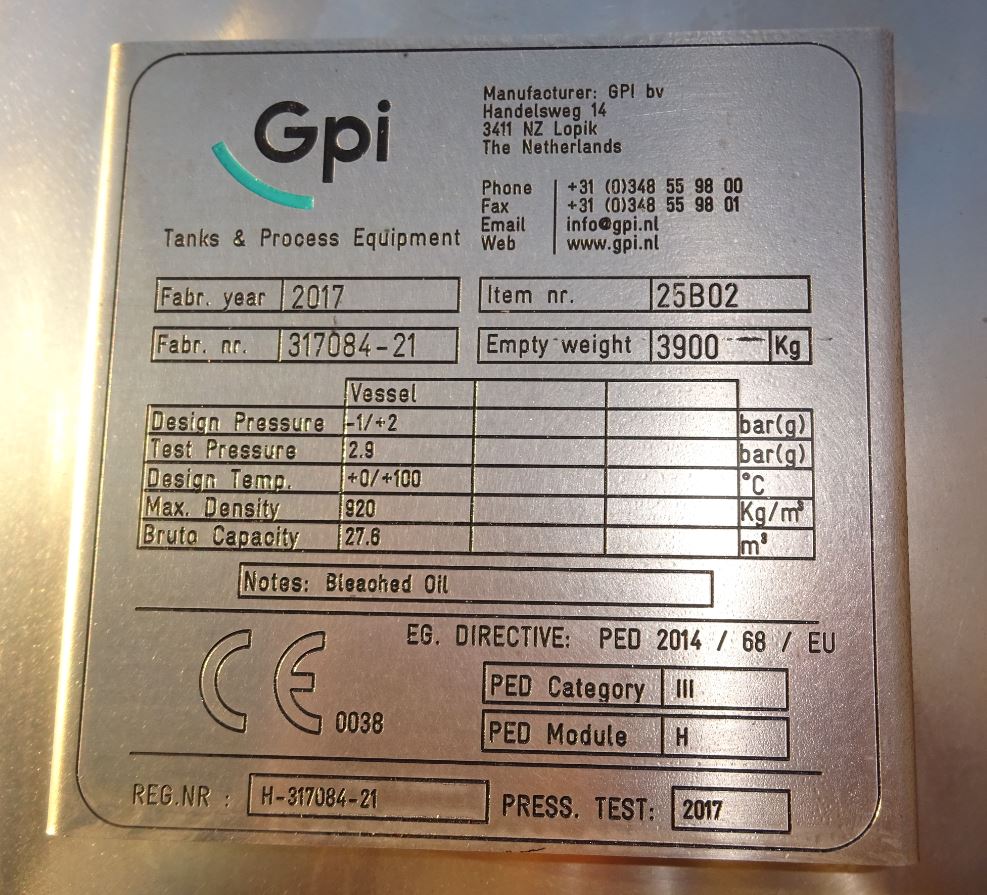 Gpi
Tanks & Process Equipment
Manufacturer: GPI bv
Handelsweg 14
3411 NZ Lopik
The Netherlands
Phone +31 (0)348 55 98 00
Fax +31 (0)348 55 98 01
Email info@gpi.nl
Web www.gpi.nl
Fabr. year 2017 Item nr. 25B02
Fabr. nr. 317084-21 Empty weight 3900 Kg
Vessel
Design Pressure -1/+2 bar(g)
Test Pressure 2.9 bar(g)
Design Temp. +0/+100 °C
Max. Density 920 Kg/m³
Bruto Capacity 27.6 m³
Notes: Bleached Oil
EG. DIRECTIVE: PED 2014 / 68 / EU
CE 0038
PED Category III
PED Module H
REG.NR : H-317084-21 PRESS. TEST: 2017